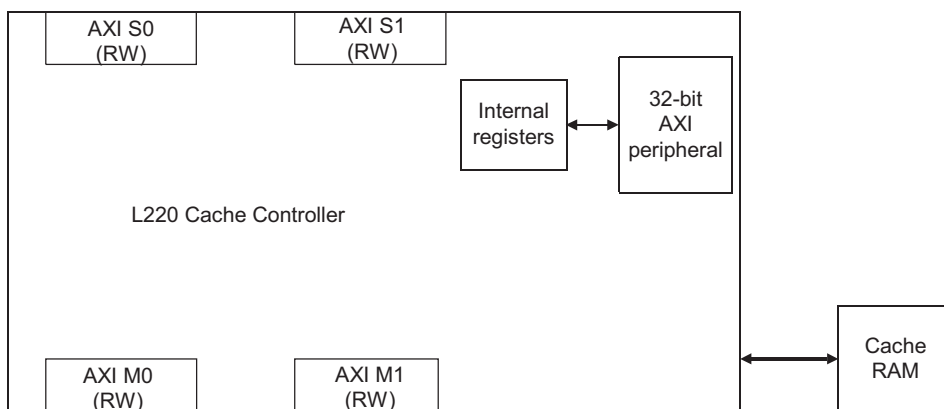 AXI S0
(RW)
AXI S1
(RW)
Internal
registers
32-bit
AXI
peripheral
L220 Cache Controller
AXI M0
(RW)
AXI M1
(RW)
Cache
RAM